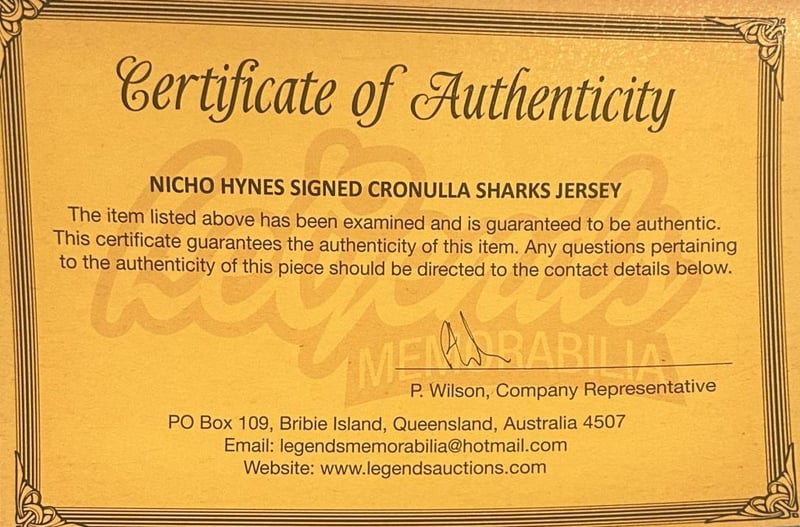 Certificate of Authenticity
Legends
MEMORABILIA
NICHO HYNES SIGNED CRONULLA SHARKS JERSEY
The item listed above has been examined and is guaranteed to be authentic.
This certificate guarantees the authenticity of this item. Any questions pertaining
to the authenticity of this piece should be directed to the contact details below.
P. Wilson, Company Representative
PO Box 109, Bribie Island, Queensland, Australia 4507
Email: legendsmemorabilia@hotmail.com
Website: www.legendsauctions.com